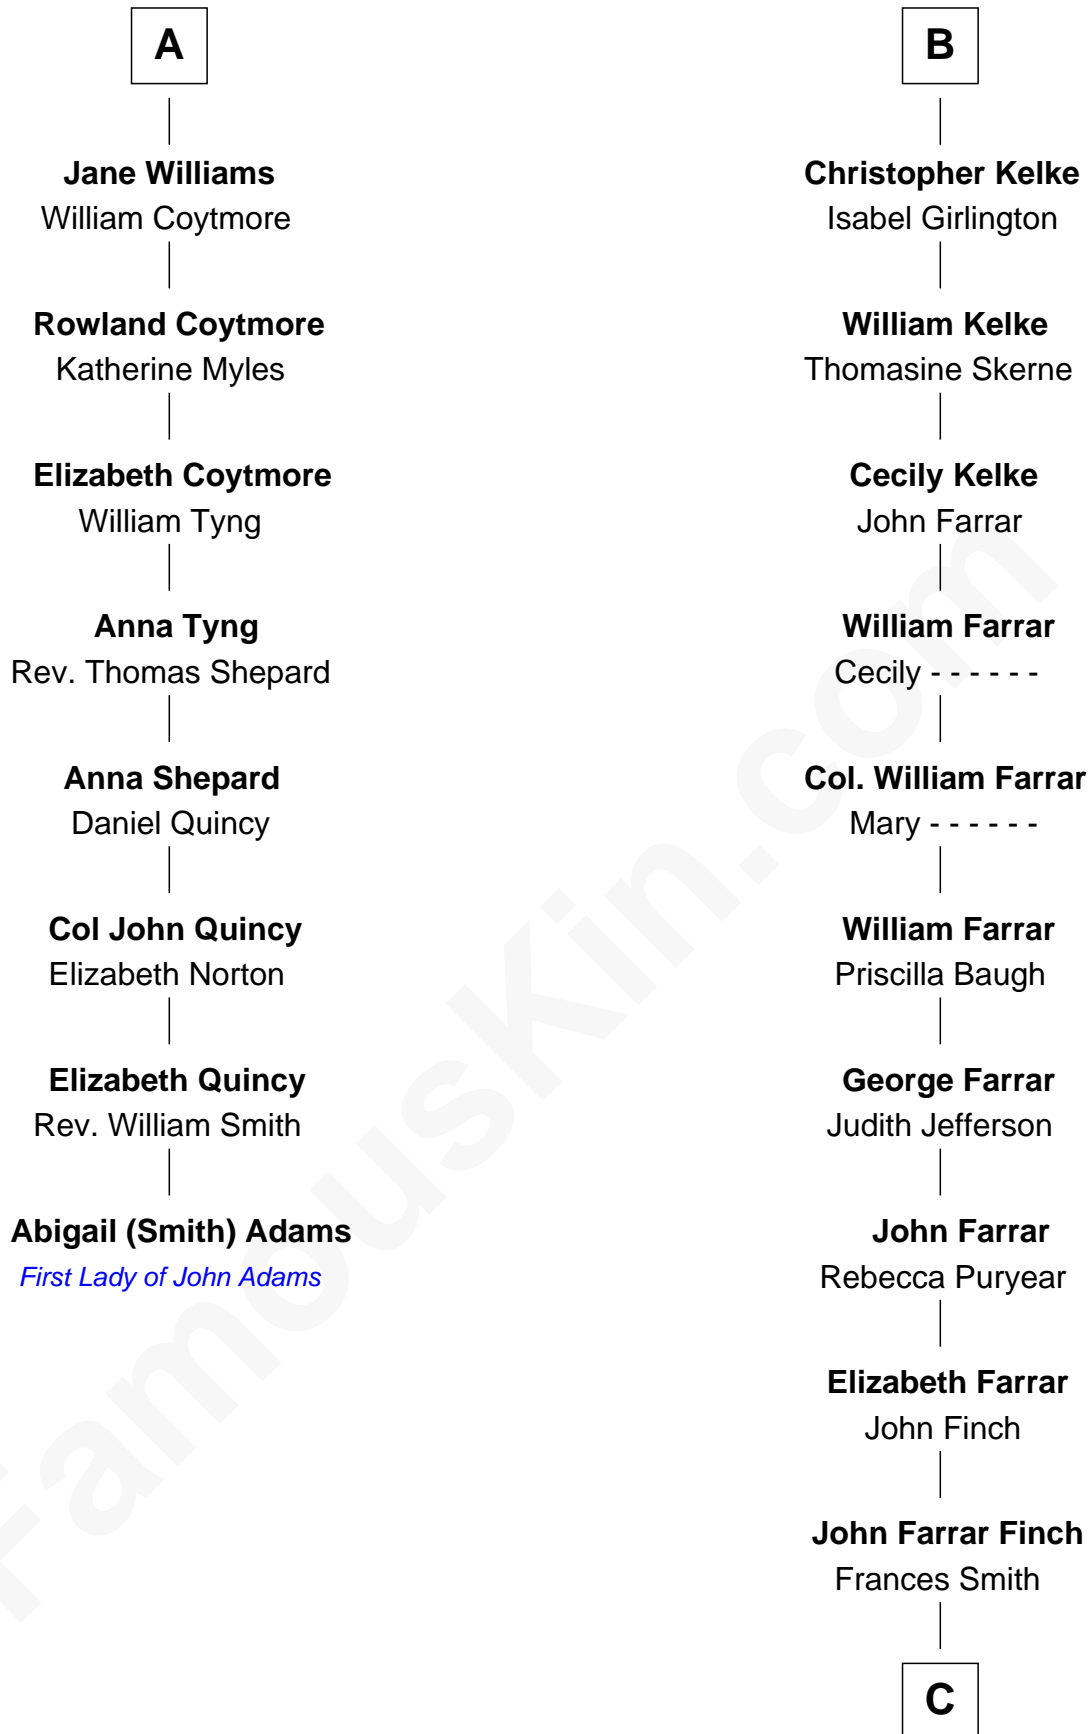 A
Jane Williams
William Coytmore
Rowland Coytmore
Katherine Myles
Elizabeth Coytmore
William Tyng
Anna Tyng
Rev. Thomas Shepard
Anna Shepard
Daniel Quincy
Col John Quincy
Elizabeth Norton
Elizabeth Quincy
Rev. William Smith
Abigail (Smith) Adams
First Lady of John Adams
B
Christopher Kelke
Isabel Girlington
William Kelke
Thomasine Skerne
Cecily Kelke
John Farrar
William Farrar
Cecily - - - - - -
Col. William Farrar
Mary - - - - - -
William Farrar
Priscilla Baugh
George Farrar
Judith Jefferson
John Farrar
Rebecca Puryear
Elizabeth Farrar
John Finch
John Farrar Finch
Frances Smith
C
FamousKin.com